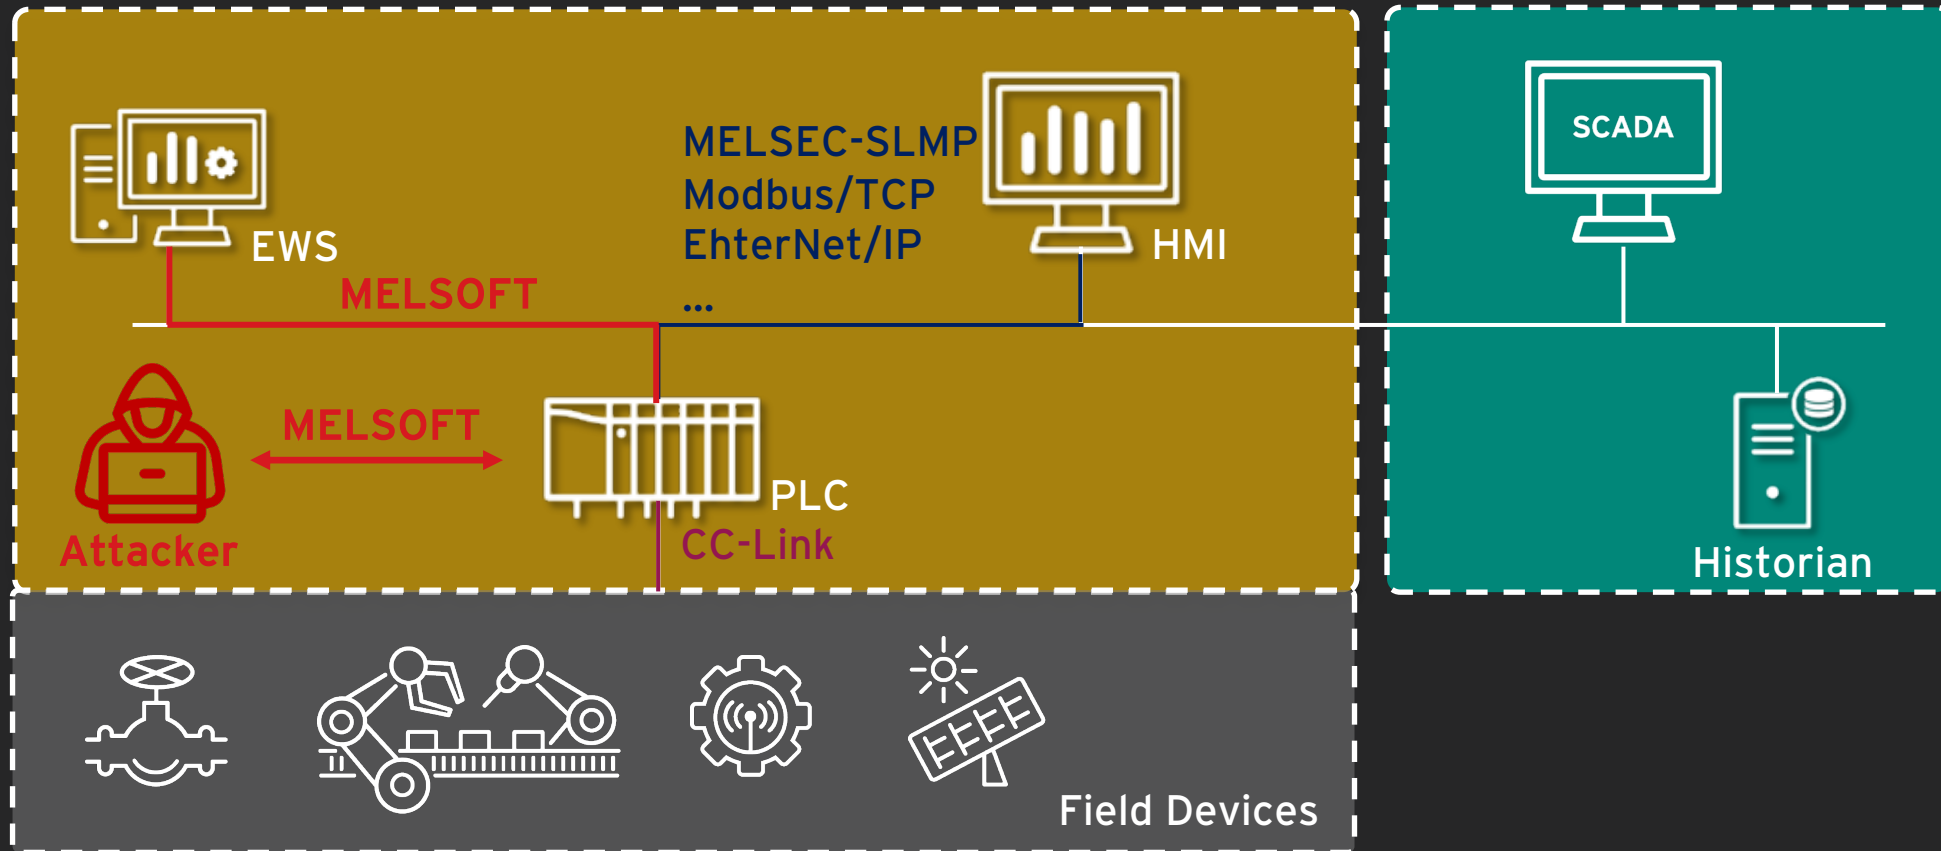 SCADA
MELSEC-SLMP
Modbus/TCP
EhterNet/IP
...
EWS
HMI
MELSOFT
MELSOFT
PLC
CC-Link
Attacker
Historian
Field Devices